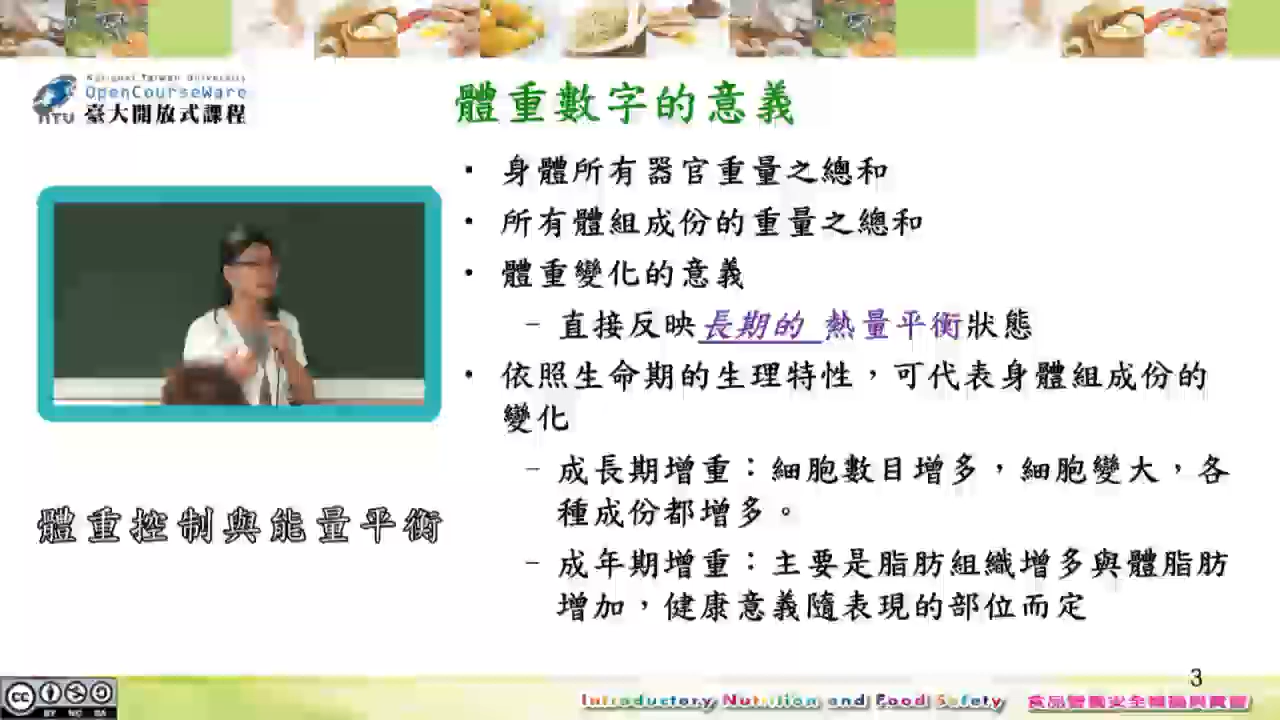 National Taiwan University
OpenCourseWare
NTU 臺大開放式課程
體重數字的意義
• 身體所有器官重量之總和
• 所有體組成份的重量之總和
• 體重變化的意義
– 直接反映長期的 熱量平衡狀態
• 依照生命期的生理特性，可代表身體組成份的
變化
– 成長期增重：細胞數目增多，細胞變大，各
種成份都增多。
– 成年期增重：主要是脂肪組織增多與體脂肪
增加，健康意義隨表現的部位而定
體重控制與能量平衡
3
cc
BY NC SA
Introductory Nutrition and Food Safety